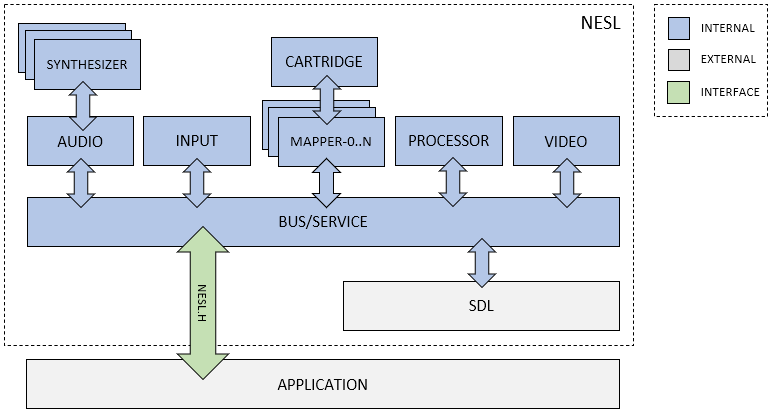 NESL
INTERNAL
EXTERNAL
INTERFACE
SYNTHESIZER
CARTRIDGE
AUDIO
INPUT
MAPPER-0..N
PROCESSOR
VIDEO
BUS/SERVICE
NESL.H
SDL
APPLICATION